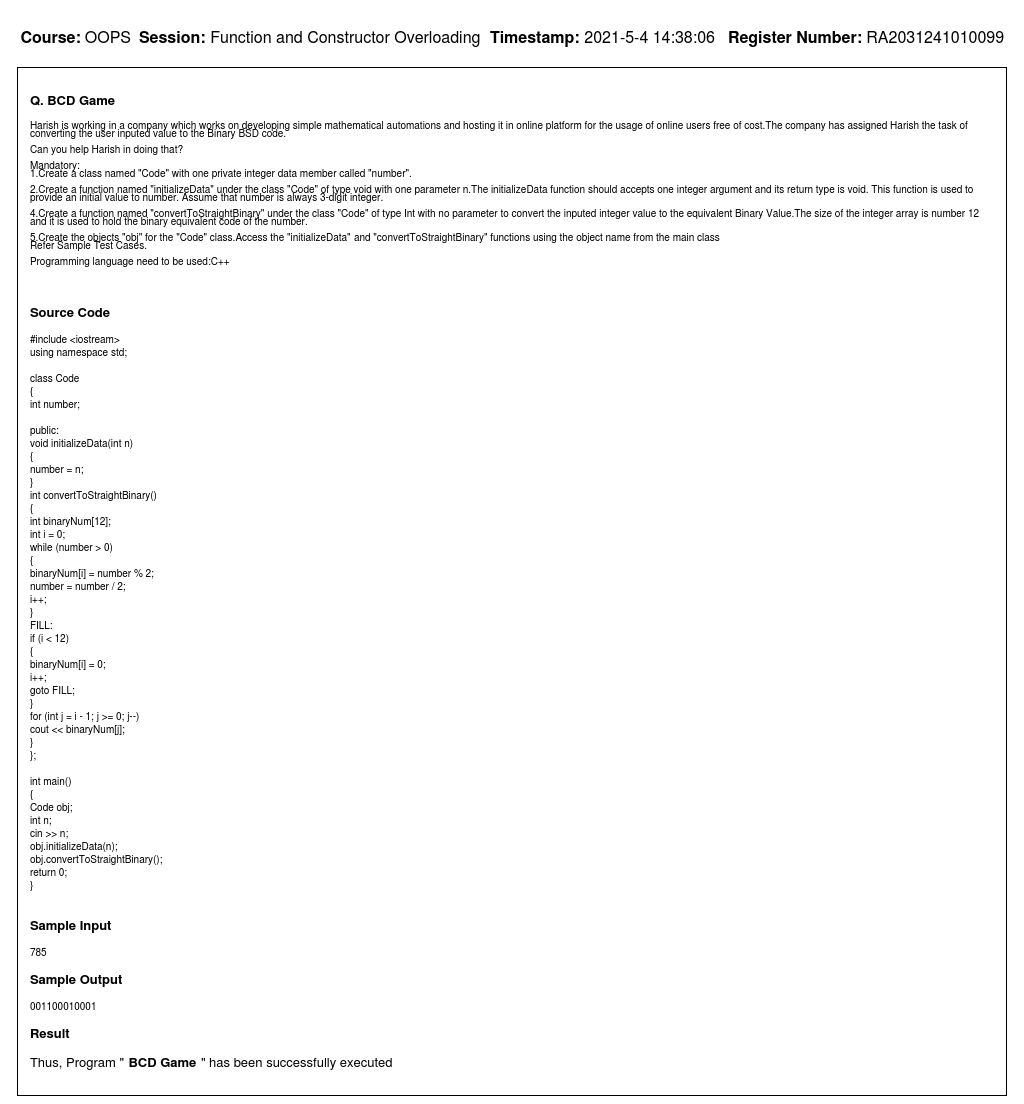 Course: OOPS Session: Function and Constructor Overloading Timestamp: 2021-5-4 14:38:06 Register Number: RA2031241010099
Q. BCD Game
Harish is working in a company which works on developing simple mathematical automations and hosting it in online platform for the usage of online users free of cost.The company has assigned Harish the task of
converting the user inputed value to the Binary BSD code.
Can you help Harish in doing that?
Mandatory:
1.Create a class named "Code" with one private integer data member called "number".
2.Create a function named "initializeData" under the class "Code" of type void with one parameter n.The initializeData function should accepts one integer argument and its return type is void. This function is used to
provide an initial value to number. Assume that number is always 3-digit integer.
4.Create a function named "convertToStraightBinary" under the class "Code" of type Int with no parameter to convert the inputed integer value to the equivalent Binary Value.The size of the integer array is number 12
and it is used to hold the binary equivalent code of the number.
5.Create the objects "obj" for the "Code" class.Access the "initializeData" and "convertToStraightBinary" functions using the object name from the main class
Refer Sample Test Cases.
Programming language need to be used:C++
Source Code
#include <iostream>
using namespace std;
class Code
{
int number;
public:
void initializeData(int n)
{
number = n;
}
int convertToStraightBinary()
{
int binaryNum[12];
int i = 0;
while (number > 0)
{
binaryNum[i] = number % 2;
number = number / 2;
i++;
}
FILL:
if (i < 12)
{
binaryNum[i] = 0;
i++;
goto FILL;
}
for (int j = i - 1; j >= 0; j--)
cout << binaryNum[j];
}
};
int main()
{
Code obj;
int n;
cin >> n;
obj.initializeData(n);
obj.convertToStraightBinary();
return 0;
}
Sample Input
785
Sample Output
001100010001
Result
Thus, Program " BCD Game " has been successfully executed